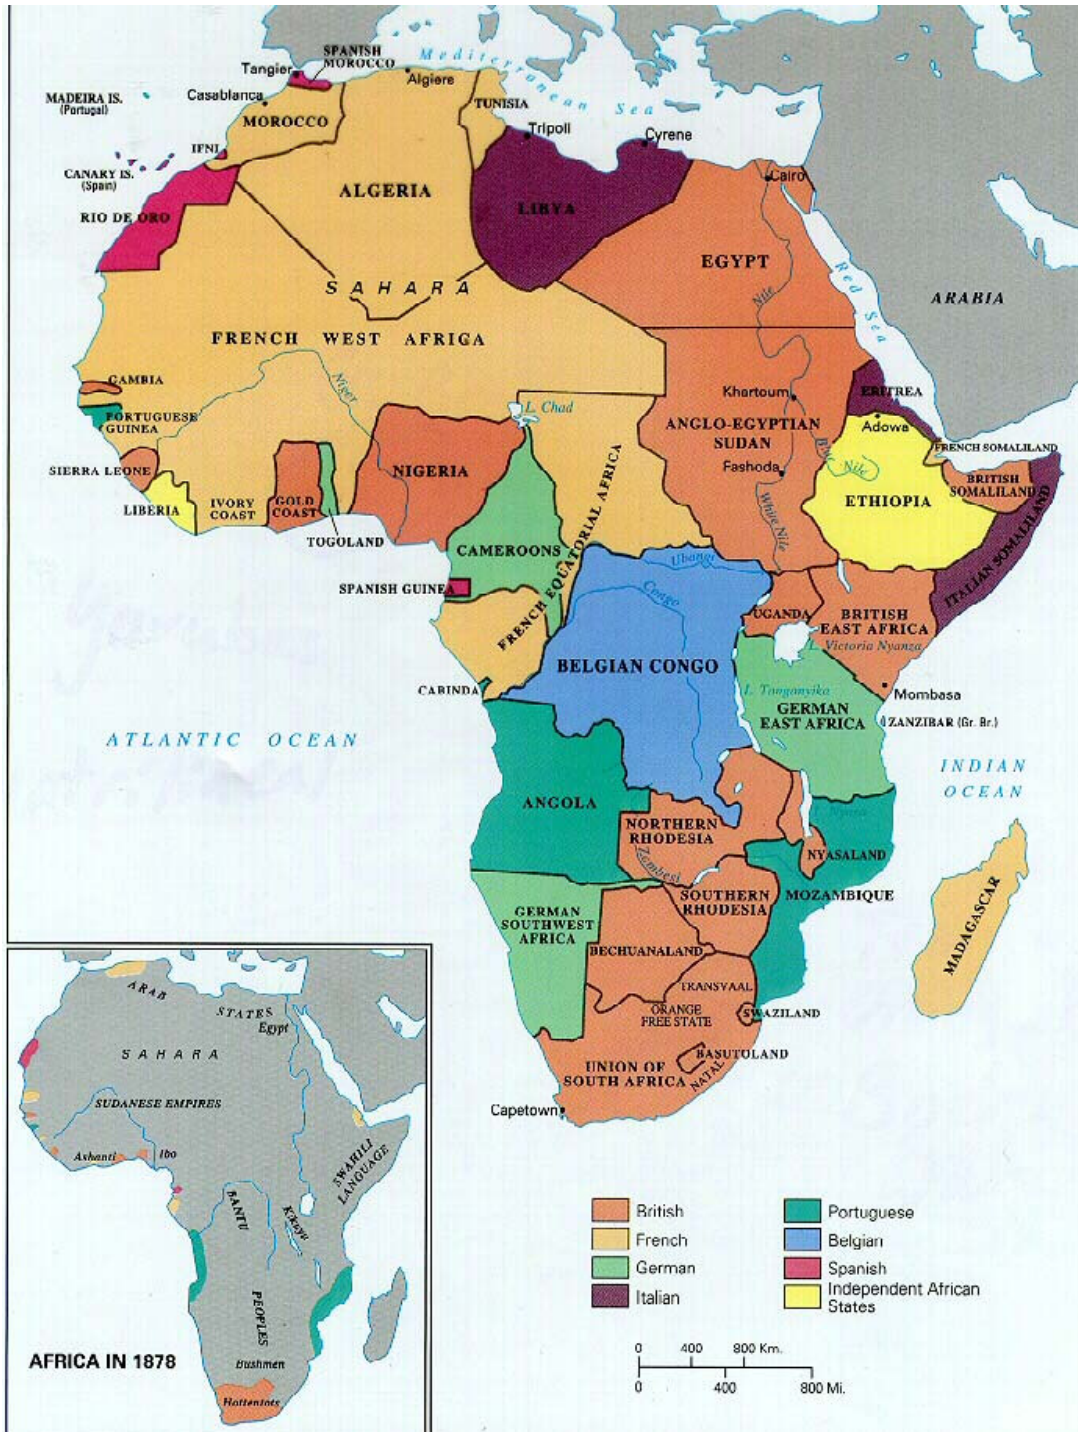 SPANISH
MOROCCO
Tangier
Algiere
Mediterranean Sea
MADEIRA IS.
(Portugal)
Casablanca
MOROCCO
TUNISIA
Tripoli
Cyrene
IFNI
CANARY IS.
(Spain)
Cairo
RIO DE ORO
ALGERIA
LIBYA
EGYPT
Nile
Red Sea
ARABIA
SAHARA
FRENCH WEST AFRICA
Niger
GAMBIA
PORTUGUESE
GUINEA
L. Chad
Khartoum
ERITREA
ANGLO-EGYPTIAN
SUDAN
Adowa
Blue Nile
FRENCH SOMALILAND
SIERRA LEONE
NIGERIA
Fashoda
BRITISH
SOMALILAND
LIBERIA
IVORY
COAST
GOLD
COAST
ETHIOPIA
White Nile
TOGOLAND
CAMEROONS
FRENCH EQUATORIAL AFRICA
Ubangi
ITALIAN SOMALILAND
SPANISH GUINEA
Congo
UGANDA
BRITISH
EAST AFRICA
L. Victoria Nyanza
BELGIAN CONGO
CABINDA
L. Tanganyika
GERMAN
EAST AFRICA
Mombasa
ZANZIBAR (Gr. Br.)
ATLANTIC OCEAN
INDIAN
OCEAN
ANGOLA
NORTHERN
RHODESIA
Nyasa
NYASALAND
Zambesi
MOZAMBIQUE
SOUTHERN
RHODESIA
GERMAN
SOUTHWEST
AFRICA
MADAGASCAR
BECHUANALAND
TRANSVAAL
ORANGE
FREE STATE
SWAZILAND
BASUTOLAND
UNION OF
SOUTH AFRICA
NATAL
Capetown
ARAB
STATES
Egypt
SAHARA
SUDANESE EMPIRES
Ashanti
Ibo
SWAHILI
LANGUAGE
BANTU
Kikuyu
PEOPLES
AFRICA IN 1878
Bushmen
Hottentots
British
French
German
Italian
Portuguese
Belgian
Spanish
Independent African
States
0 400 800 Km.
0 400 800 Mi.